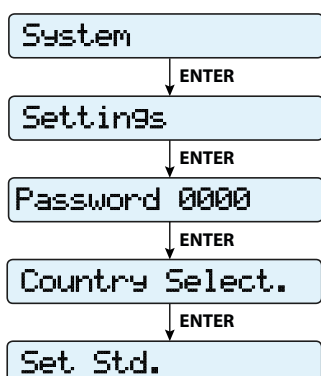 System
ENTER
Settings
ENTER
Password 0000
ENTER
Country Select.
ENTER
Set Std.